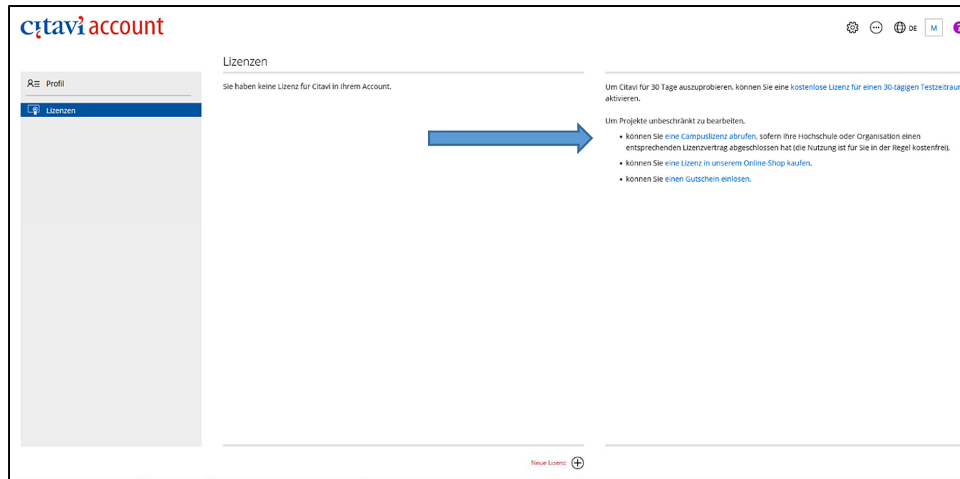 citavi account
DE
M
Lizenzen
Profil
Lizenzen
Sie haben keine Lizenz für Citavi in Ihrem Account.
Um Citavi für 30 Tage auszuprobieren, können Sie eine kostenlose Lizenz für einen 30-tägigen Testzeitraum
aktivieren.
Um Projekte unbeschränkt zu bearbeiten,
• können Sie eine Campuslizenz abrufen, sofern Ihre Hochschule oder Organisation einen
entsprechenden Lizenzvertrag abgeschlossen hat (die Nutzung ist für Sie in der Regel kostenfrei),
• können Sie eine Lizenz in unserem Online-Shop kaufen,
• können Sie einen Gutschein einlösen.
Neue Lizenz